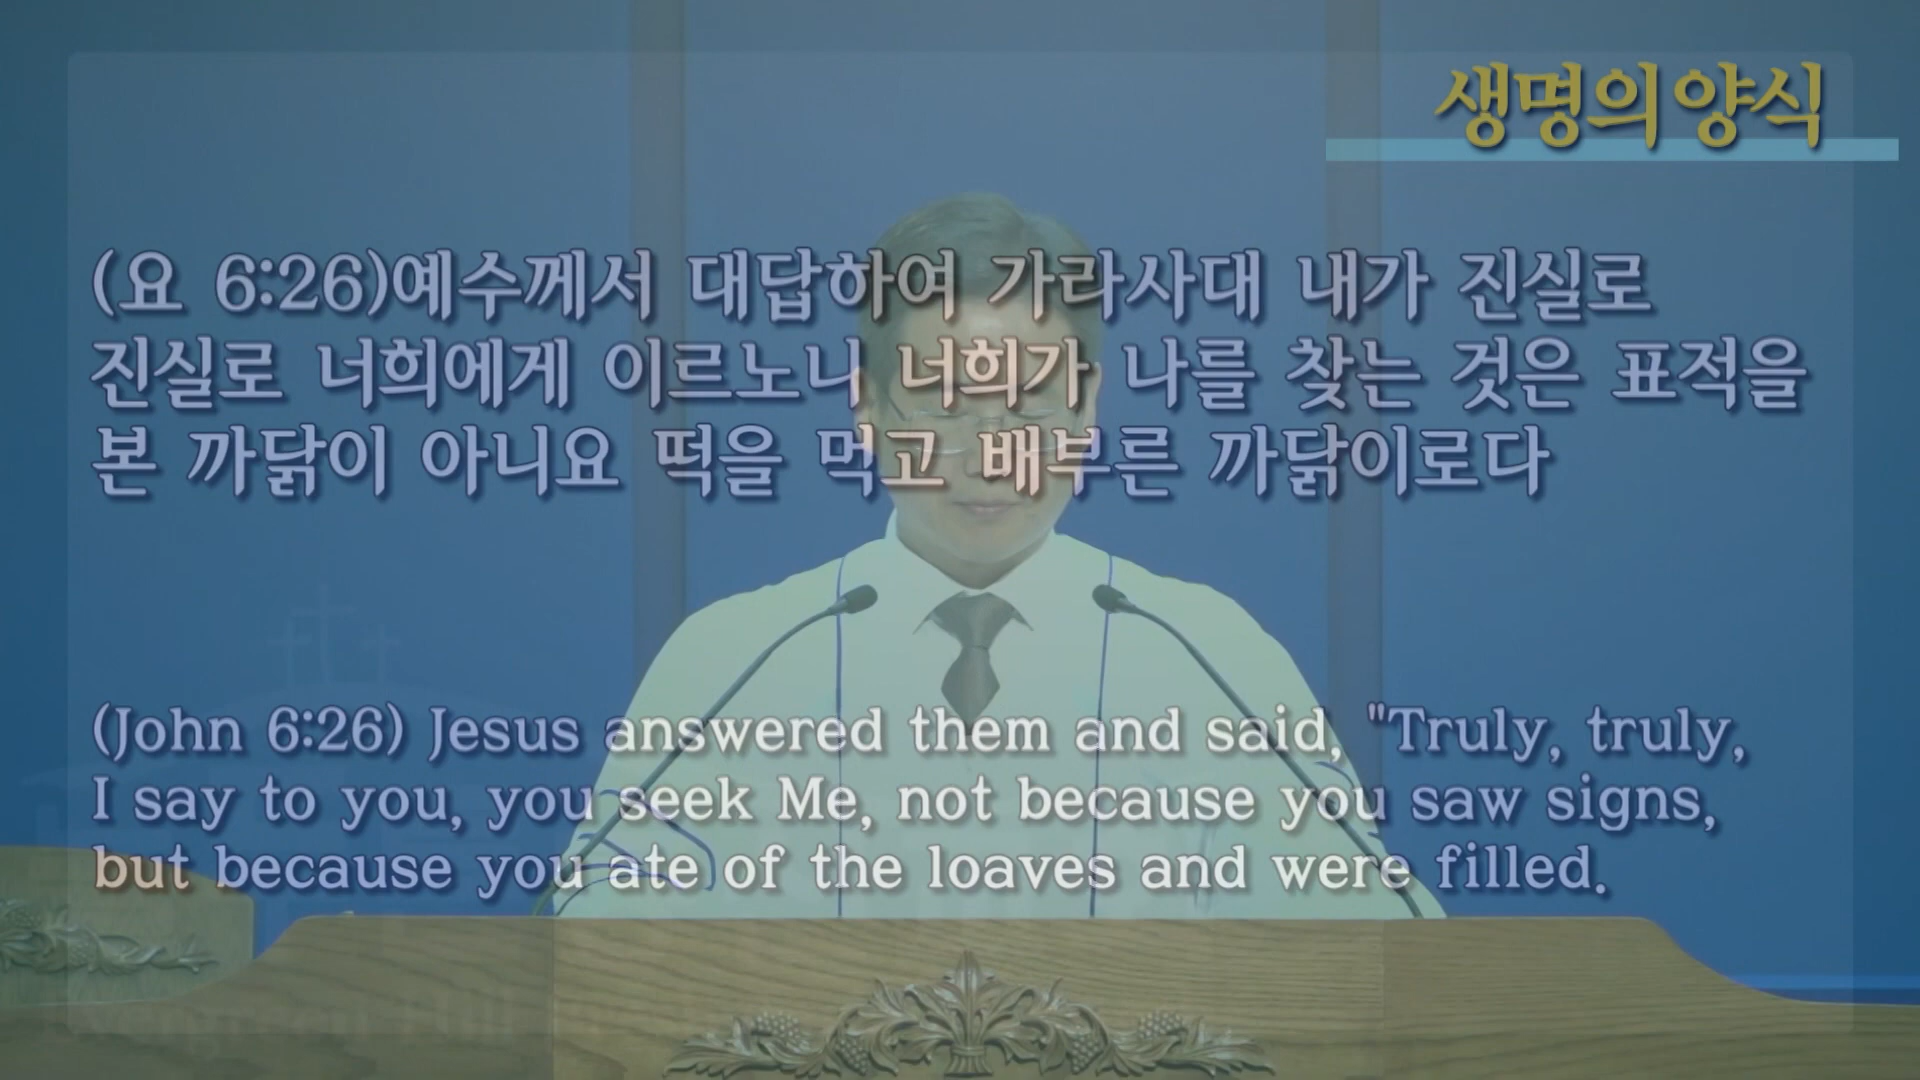 생명의 양식
(요 6:26)예수께서 대답하여 가라사대 내가 진실로
진실로 너희에게 이르노니 너희가 나를 찾는 것은 표적을
본 까닭이 아니요 떡을 먹고 배부른 까닭이로다
(John 6:26) Jesus answered them and said, "Truly, truly,
I say to you, you seek Me, not because you saw signs,
but because you ate of the loaves and were filled.